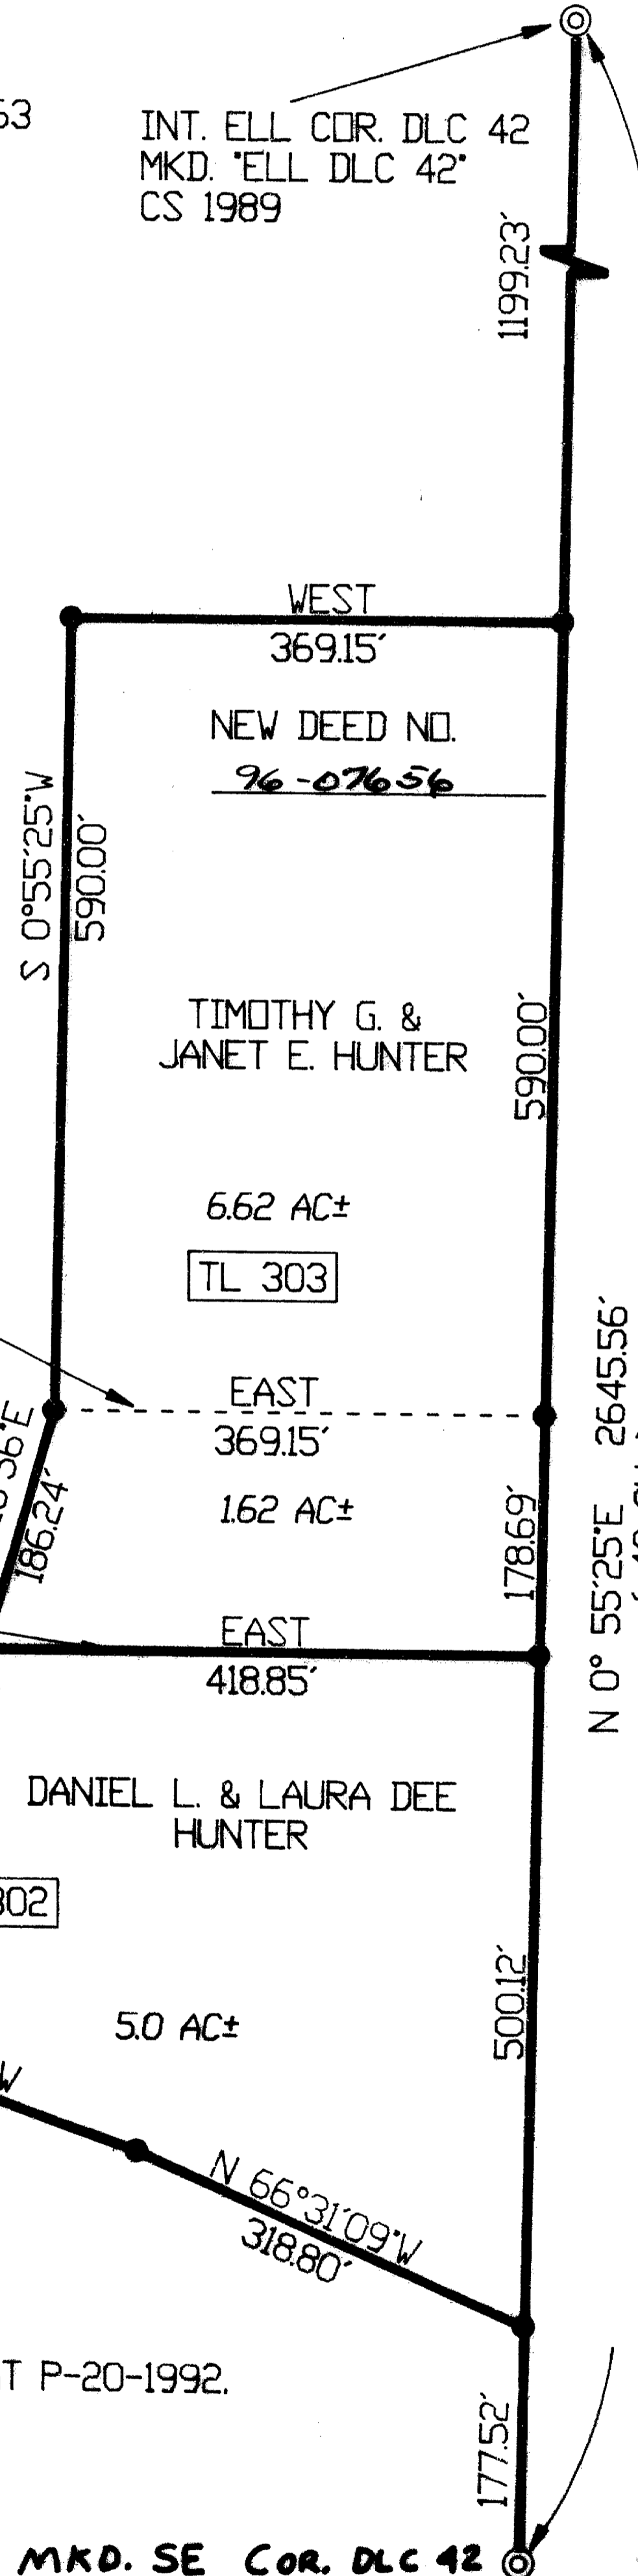 53
INT. ELL COR. DLC 42
MKD. "ELL DLC 42"
CS 1989
1199.23'
WEST
369.15'
NEW DEED NO.
96-07656
S 0°55'25"W
590.00'
TIMOTHY G. &
JANET E. HUNTER
590.00'
6.62 AC±
TL 303
EAST
369.15'
N 0° 55'25"E 2645.56'
36"E
186.24'
1.62 AC±
178.69'
EAST
418.85'
DANIEL L. & LAURA DEE
HUNTER
302
500.12'
5.0 AC±
W
N 66°31'09"W
318.80'
T P-20-1992.
177.52'
MKD. SE COR. DLC 42